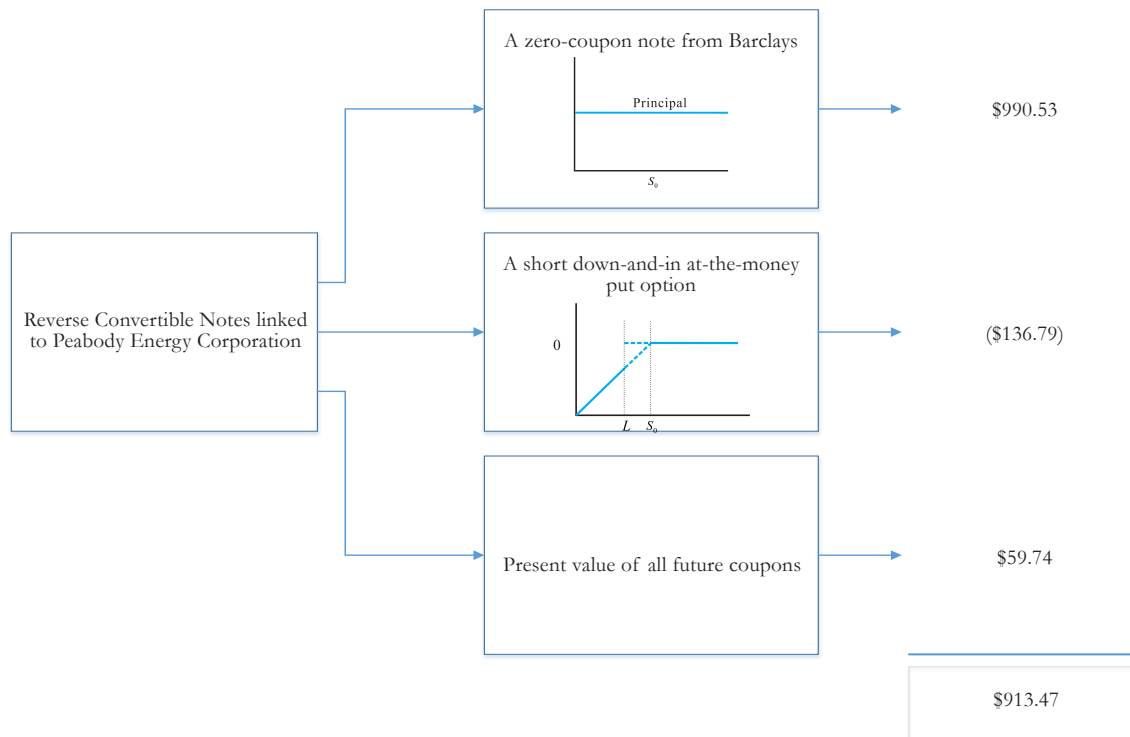 A zero-coupon note from Barclays
Principal
S₀
$990.53
Reverse Convertible Notes linked
to Peabody Energy Corporation
A short down-and-in at-the-money
put option
0
L S₀
($136.79)
Present value of all future coupons
$59.74
$913.47